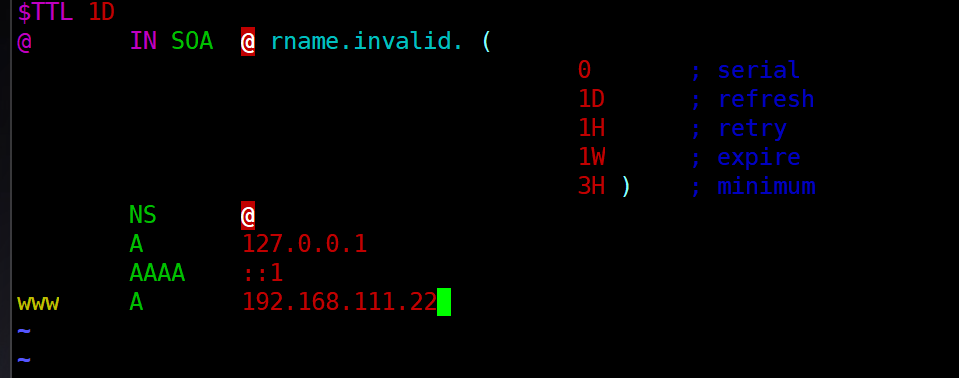 $TTL 1D
@ IN SOA @ rname.invalid. (
0 ; serial
1D ; refresh
1H ; retry
1W ; expire
3H ) ; minimum
NS @
A 127.0.0.1
AAAA ::1
www A 192.168.111.22
~
~